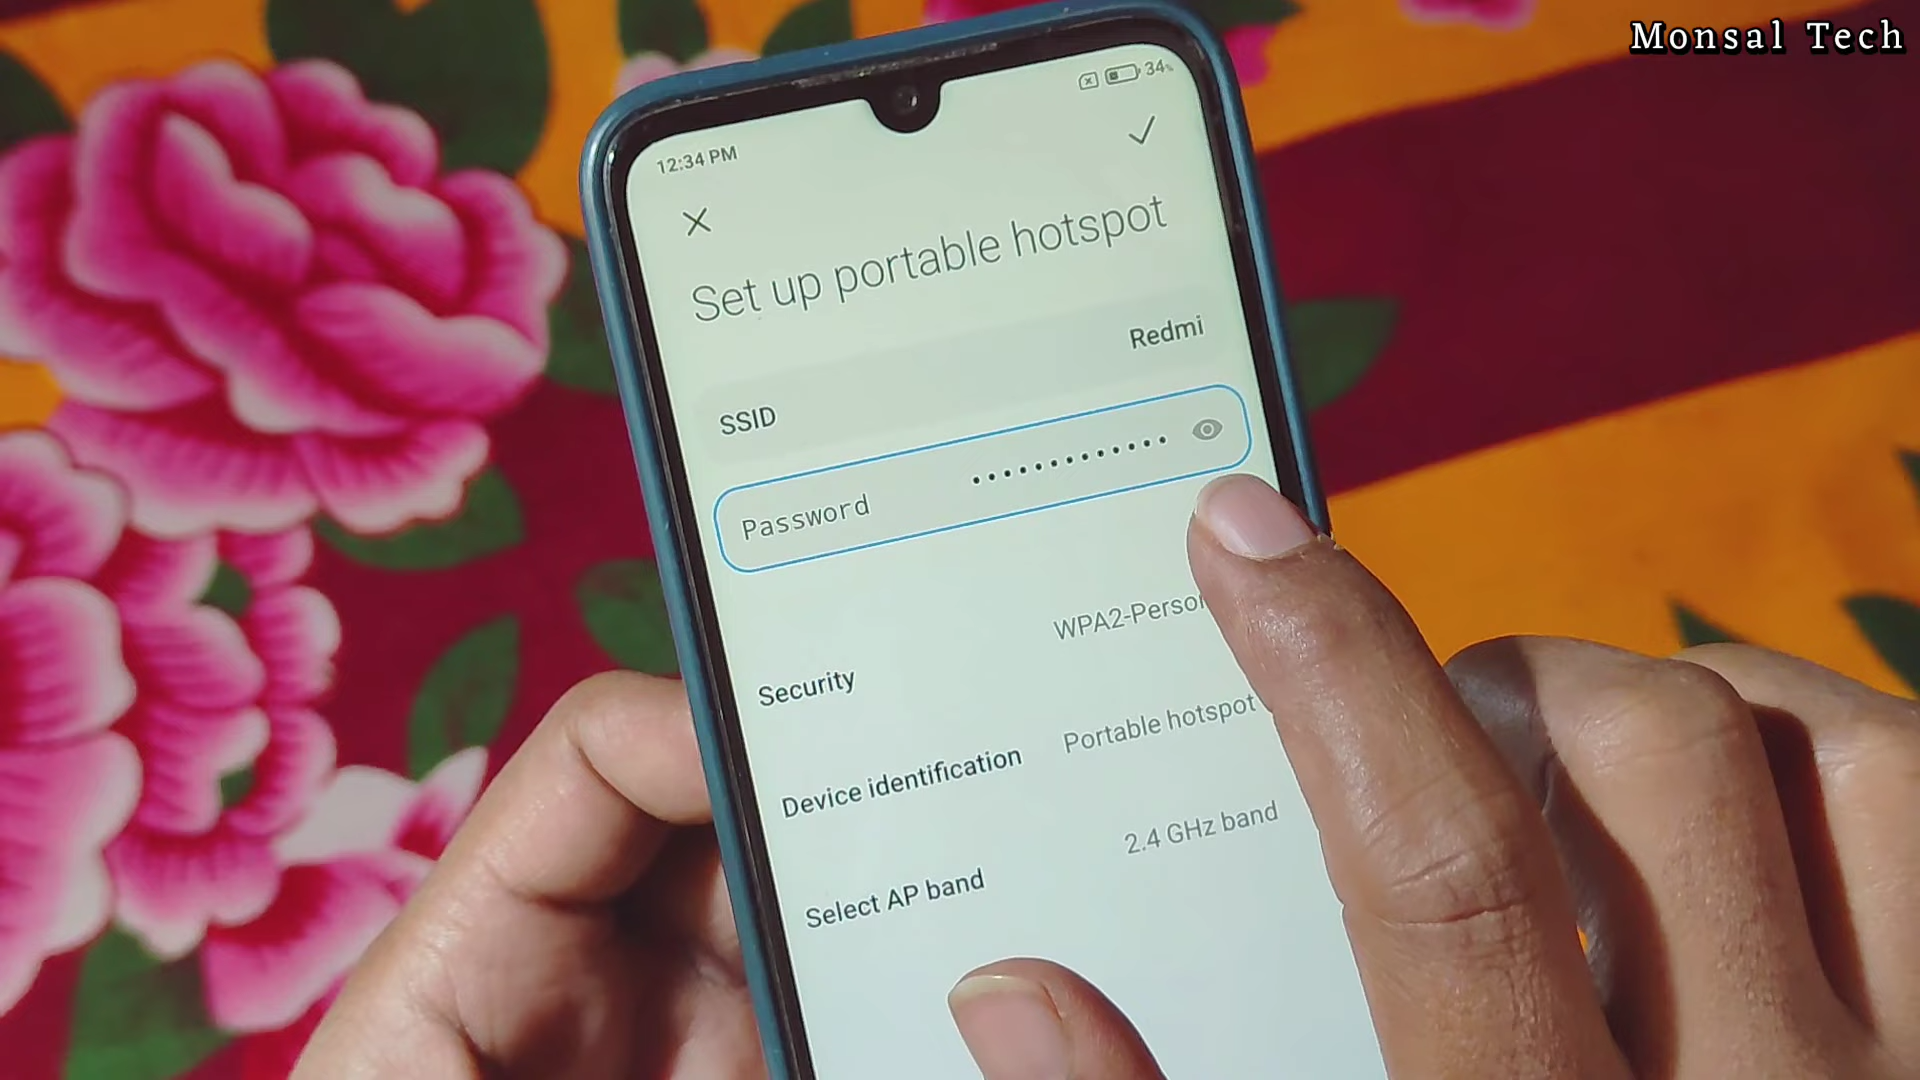 Monsal Tech
34%
12:34 PM
Set up portable hotspot
SSID
Redmi
Password
Security
WPA2-Person
Device identification
Portable hotspot
Select AP band
2.4 GHz band